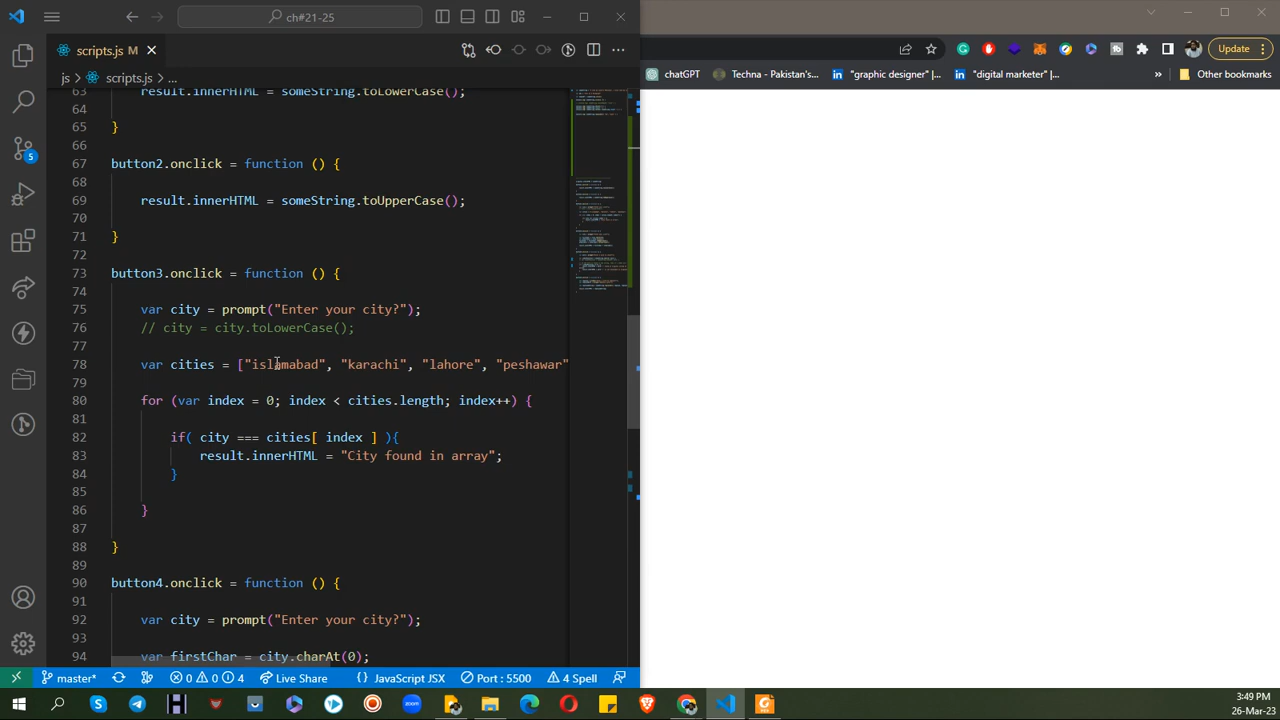 ch#21-25
scripts.js M
js > scripts.js > ...
Update
chatGPT
Techna - Pakistan's...
"graphic designer" |...
"digital marketer" |...
Other bookmarks
63 result.innerHTML = someString.toLowerCase();
64
65 }
66
67 button2.onclick = function () {
68
69 result.innerHTML = someString.toUpperCase();
70
71 }
72
73 button3.onclick = function () {
74
75 var city = prompt("Enter your city?");
76 // city = city.toLowerCase();
77
78 var cities = ["islamabad", "karachi", "lahore", "peshawar"
79
80 for (var index = 0; index < cities.length; index++) {
81
82 if( city === cities[ index ] ){
83 result.innerHTML = "City found in array";
84 }
85
86 }
87
88 }
89
90 button4.onclick = function () {
91
92 var city = prompt("Enter your city?");
93
94 var firstChar = city.charAt(0);
5
master*
0 0 4
Live Share
{ } JavaScript JSX
Port : 5500
4 Spell
zoom
3:49 PM
26-Mar-23